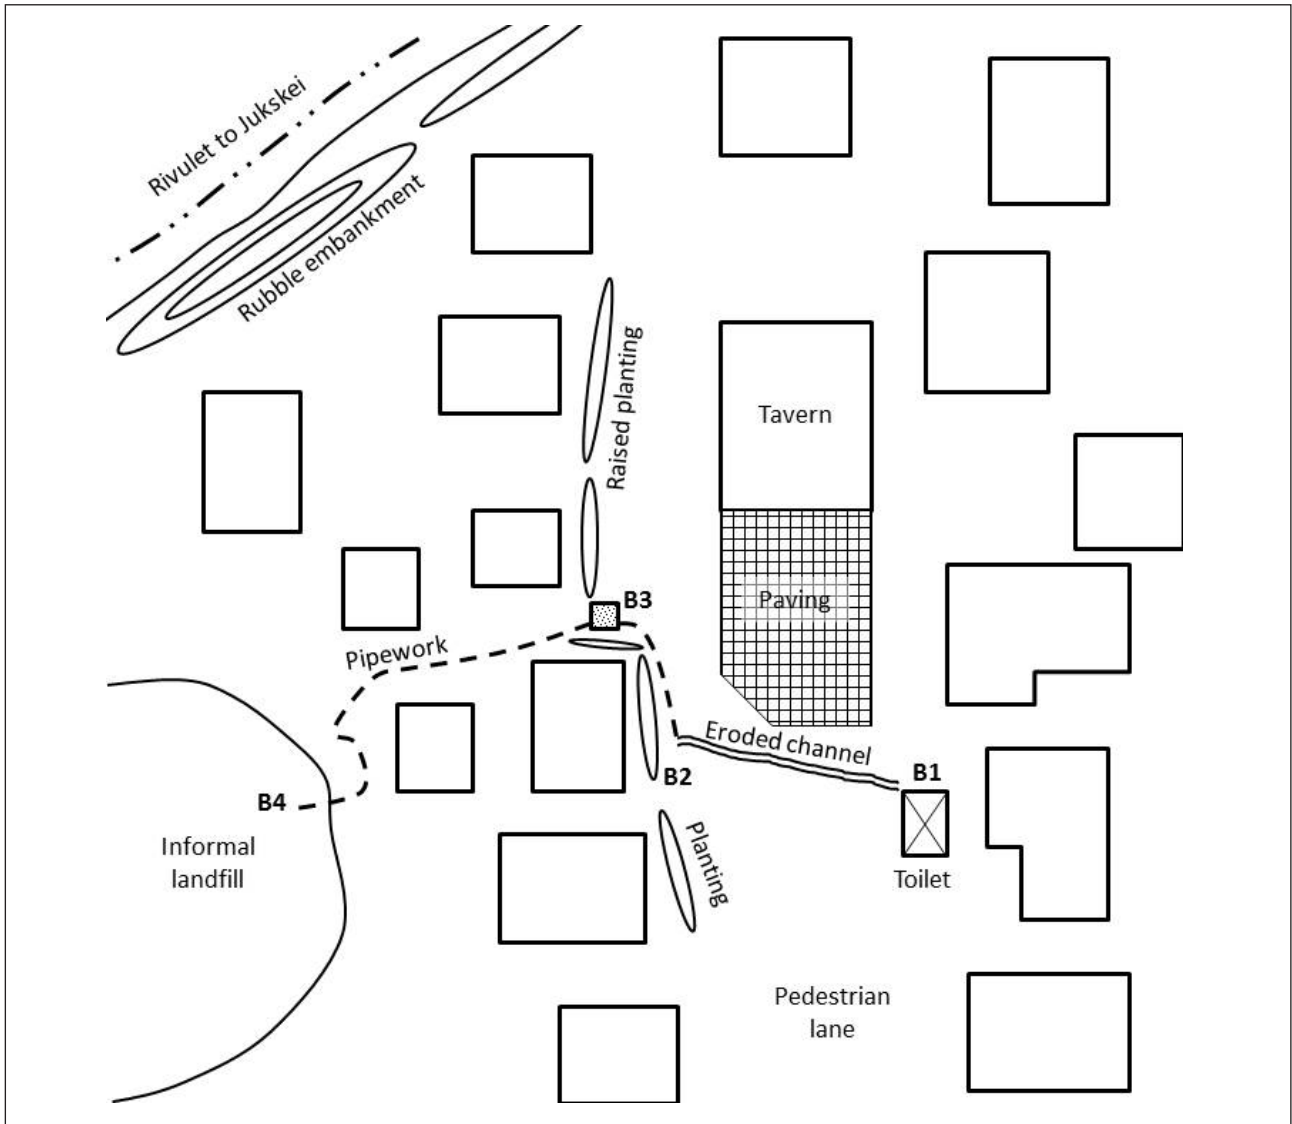 Rivulet to Jukskei
Rubble embankment
Raised planting
Tavern
Paving
B3
Pipework
Eroded channel
B2
B1
B4
Informal
landfill
Planting
Toilet
Pedestrian
lane